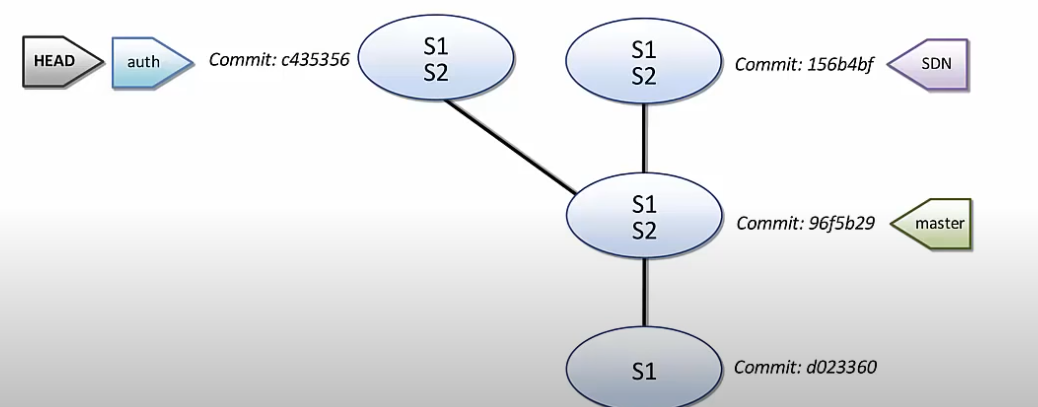 HEAD
auth
Commit: c435356
S1
S2
S1
S2
Commit: 156b4bf
SDN
S1
S2
Commit: 96f5b29
master
S1
Commit: d023360